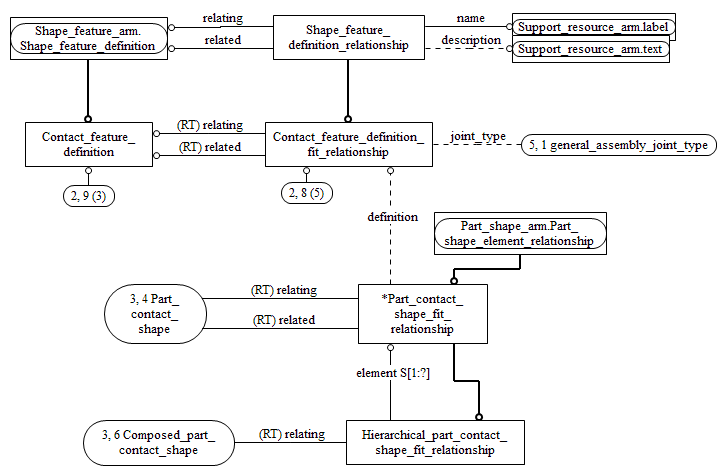 relating
name
Shape_feature_arm.
Shape_feature_definition
Shape_feature_
definition_relationship
Support_resource_arm.label
related
description
Support_resource_arm.text
(RT) relating
joint_type
Contact_feature_
definition
Contact_feature_definition_
fit_relationship
5, 1 general_assembly_joint_type
(RT) related
2, 9 (3)
2, 8 (5)
definition
Part_shape_arm.Part_
shape_element_relationship
(RT) relating
3, 4 Part_
contact_
shape
*Part_contact_
shape_fit_
relationship
(RT) related
element S[1:?]
3, 6 Composed_part_
contact_shape
(RT) relating
Hierarchical_part_contact_
shape_fit_relationship